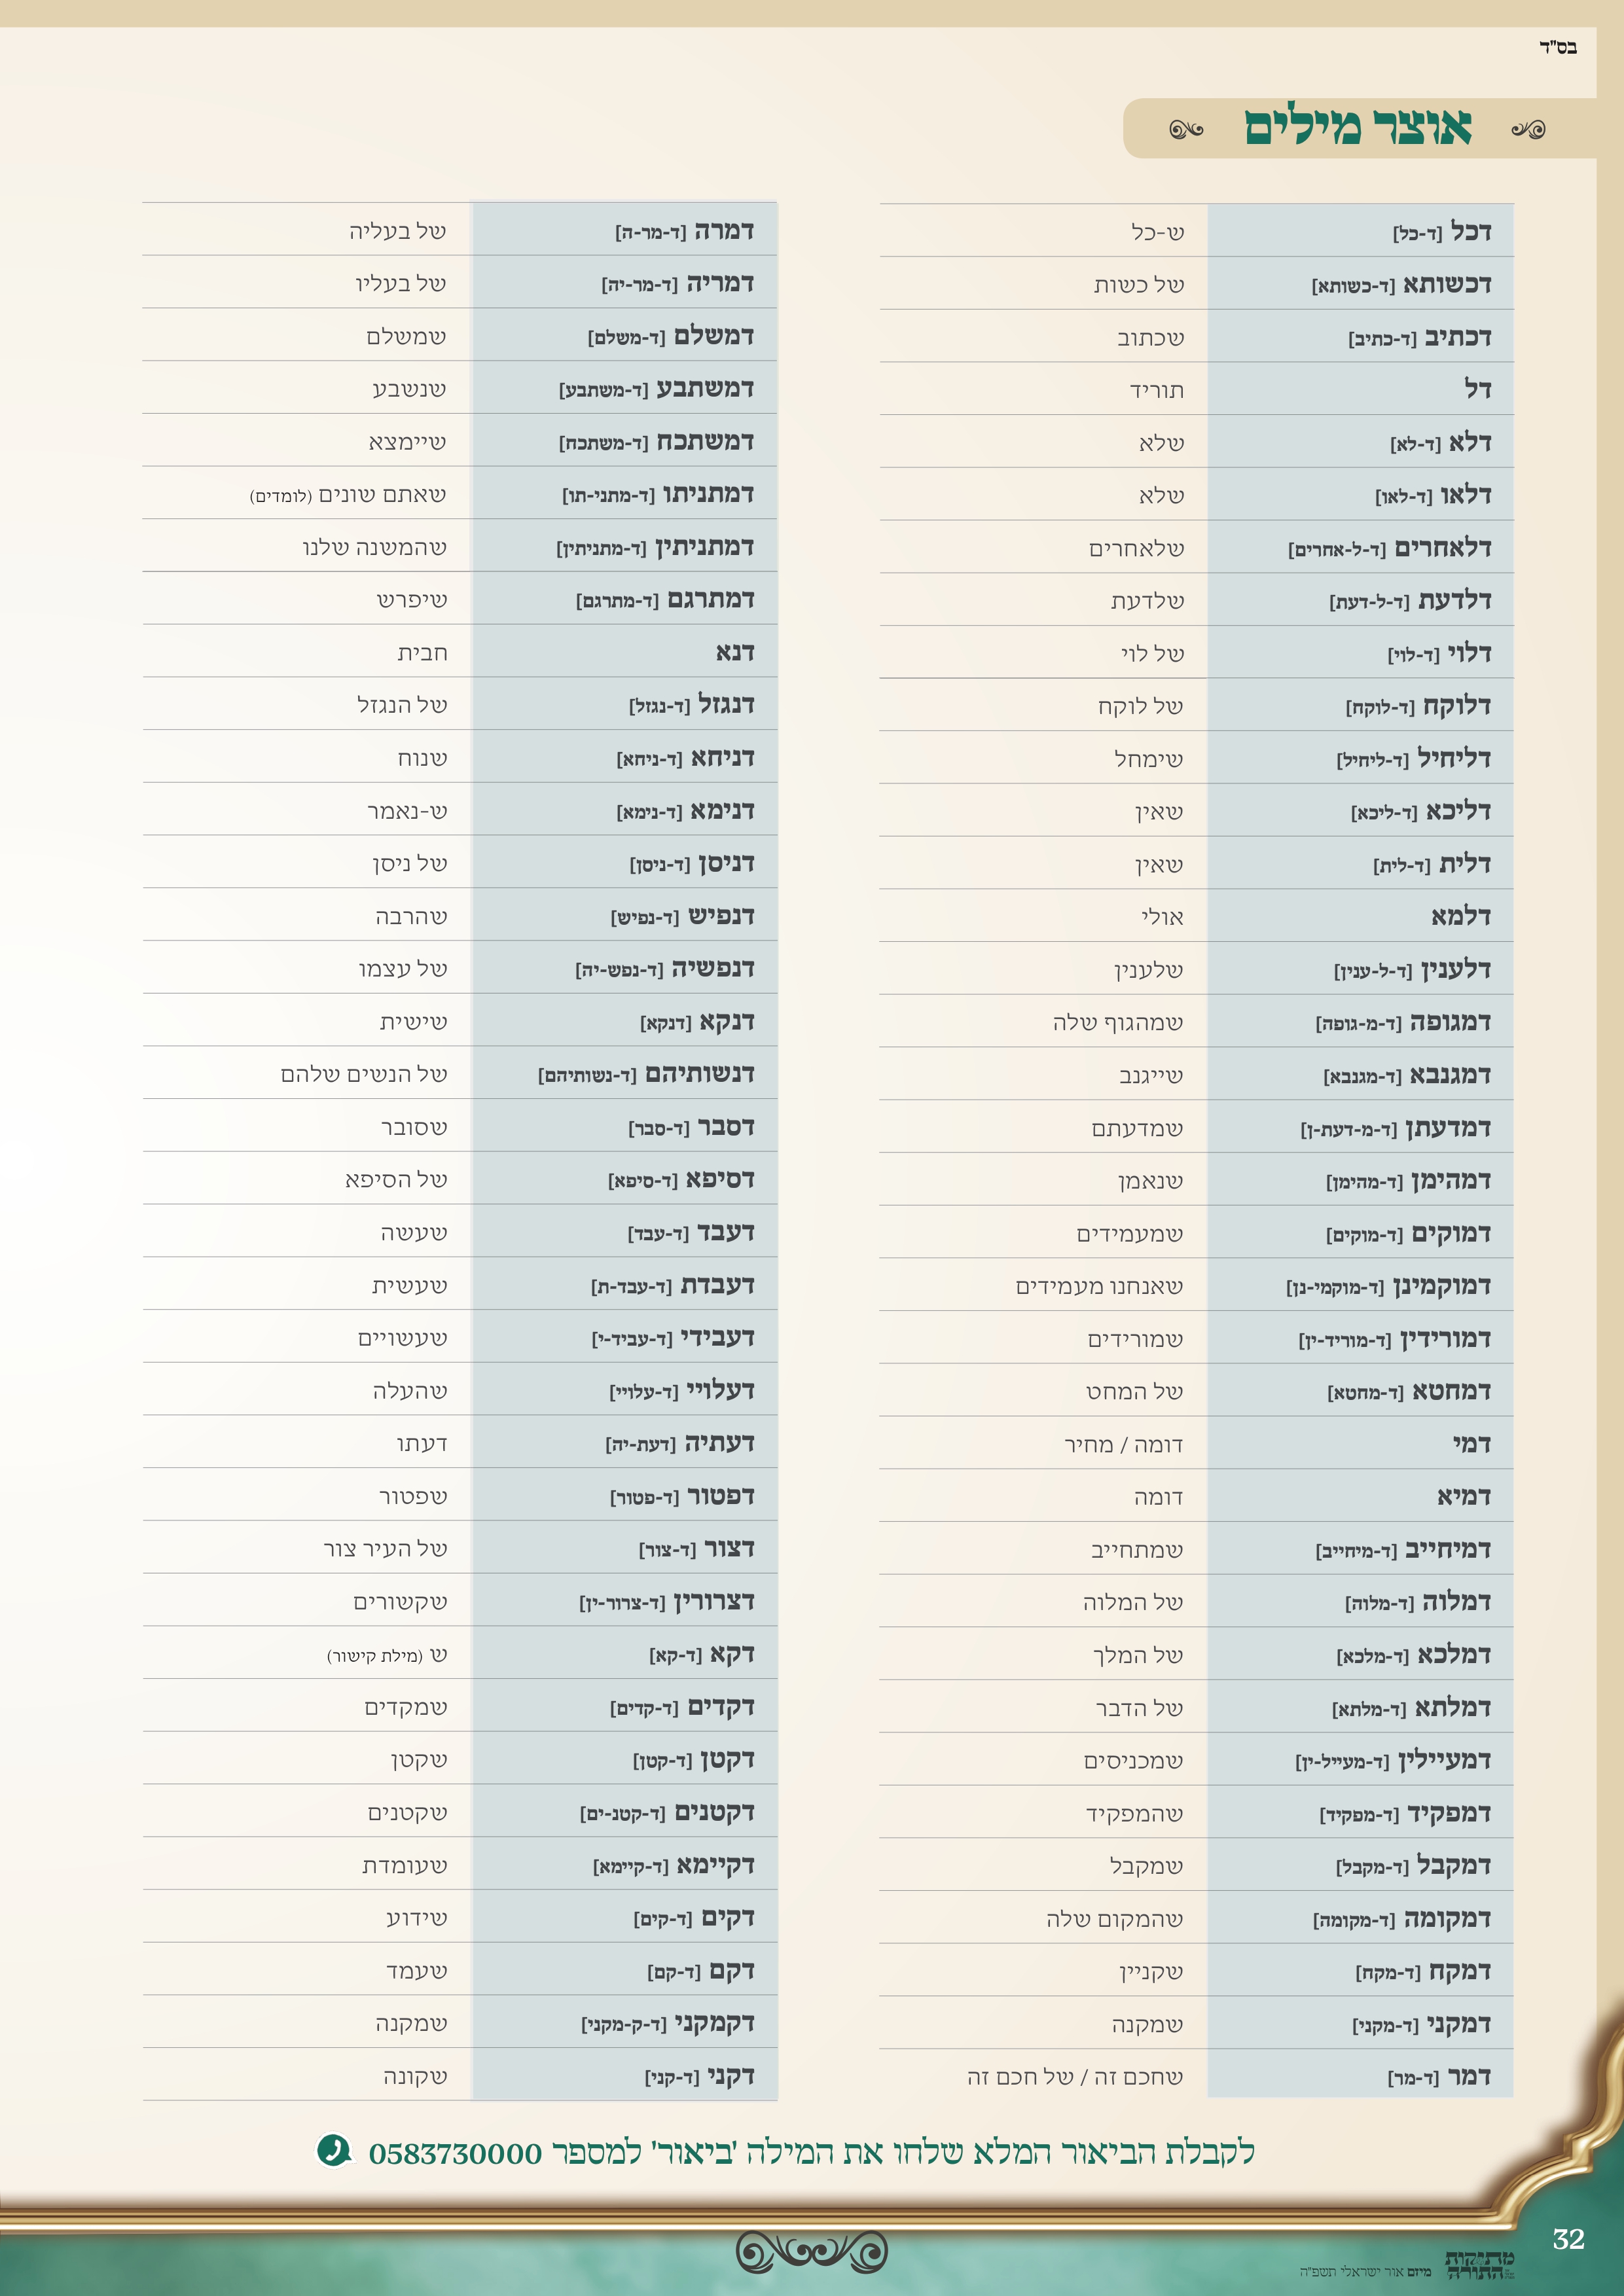 בס"ד
אוצר מילים
דכל [ד-כל] ש-כל
דכשותא [ד-כשותא] של כשות
דכתיב [ד-כתיב] שכתוב
דל תוריד
דלא [ד-לא] שלא
דלאו [ד-לאו] שלא
דלאחרים [ד-ל-אחרים] שלאחרים
דלדעת [ד-ל-דעת] שלדעת
דלוי [ד-לוי] של לוי
דלוקח [ד-לוקח] של לוקח
דליחיל [ד-ליחיל] שימחל
דליכא [ד-ליכא] שאין
דלית [ד-לית] שאין
דלמא אולי
דלענין [ד-ל-ענין] שלענין
דמגופה [ד-מ-גופה] שמהגוף שלה
דמגנבא [ד-מגנבא] שייגנב
דמדעתן [ד-מ-דעת-ן] שמדעתם
דמהימן [ד-מהימן] שנאמן
דמוקים [ד-מוקים] שמעמידים
דמוקמינן [ד-מוקמי-נן] שאנחנו מעמידים
דמורידין [ד-מוריד-ין] שמורידים
דמחטא [ד-מחטא] של המחט
דמי דומה / מחיר
דמיא דומה
דמיחייב [ד-מיחייב] שמתחייב
דמלוה [ד-מלוה] של המלוה
דמלכא [ד-מלכא] של המלך
דמלתא [ד-מלתא] של הדבר
דמעיילין [ד-מעייל-ין] שמכניסים
דמפקיד [ד-מפקיד] שהמפקיד
דמקבל [ד-מקבל] שמקבל
דמקומה [ד-מקומה] שהמקום שלה
דמקח [ד-מקח] שקניין
דמקני [ד-מקני] שמקנה
דמר [ד-מר] שחכם זה / של חכם זה
דמרה [ד-מר-ה] של בעליה
דמריה [ד-מר-יה] של בעליו
דמשלם [ד-משלם] שמשלם
דמשתבע [ד-משתבע] שנשבע
דמשתכח [ד-משתכח] שיימצא
דמתניתו [ד-מתני-תו] שאתם שונים (לומדים)
דמתניתין [ד-מתניתין] שהמשנה שלנו
דמתרגם [ד-מתרגם] שיפרש
דנא חבית
דנגזל [ד-נגזל] של הנגזל
דניחא [ד-ניחא] שנוח
דנימא [ד-נימא] ש-נאמר
דניסן [ד-ניסן] של ניסן
דנפיש [ד-נפיש] שהרבה
דנפשיה [ד-נפש-יה] של עצמו
דנקא [דנקא] שישית
דנשותיהם [ד-נשותיהם] של הנשים שלהם
דסבר [ד-סבר] שסובר
דסיפא [ד-סיפא] של הסיפא
דעבד [ד-עבד] שעשה
דעבדת [ד-עבד-ת] שעשית
דעבידי [ד-עביד-י] שעשויים
דעלויי [ד-עלויי] שהעלה
דעתיה [דעת-יה] דעתו
דפטור [ד-פטור] שפטור
דצור [ד-צור] של העיר צור
דצרורין [ד-צרור-ין] שקשורים
דקא [ד-קא] ש (מילת קישור)
דקדים [ד-קדים] שמקדים
דקטן [ד-קטן] שקטן
דקטנים [ד-קטנ-ים] שקטנים
דקיימא [ד-קיימא] שעומדת
דקים [ד-קים] שידוע
דקם [ד-קם] שעמד
דקמקני [ד-ק-מקני] שמקנה
דקני [ד-קני] שקונה
לקבלת הביאור המלא שלחו את המילה 'ביאור' למספר 0583730000
32
מתיקות התורה
מיזם אור ישראלי תשפ"ה